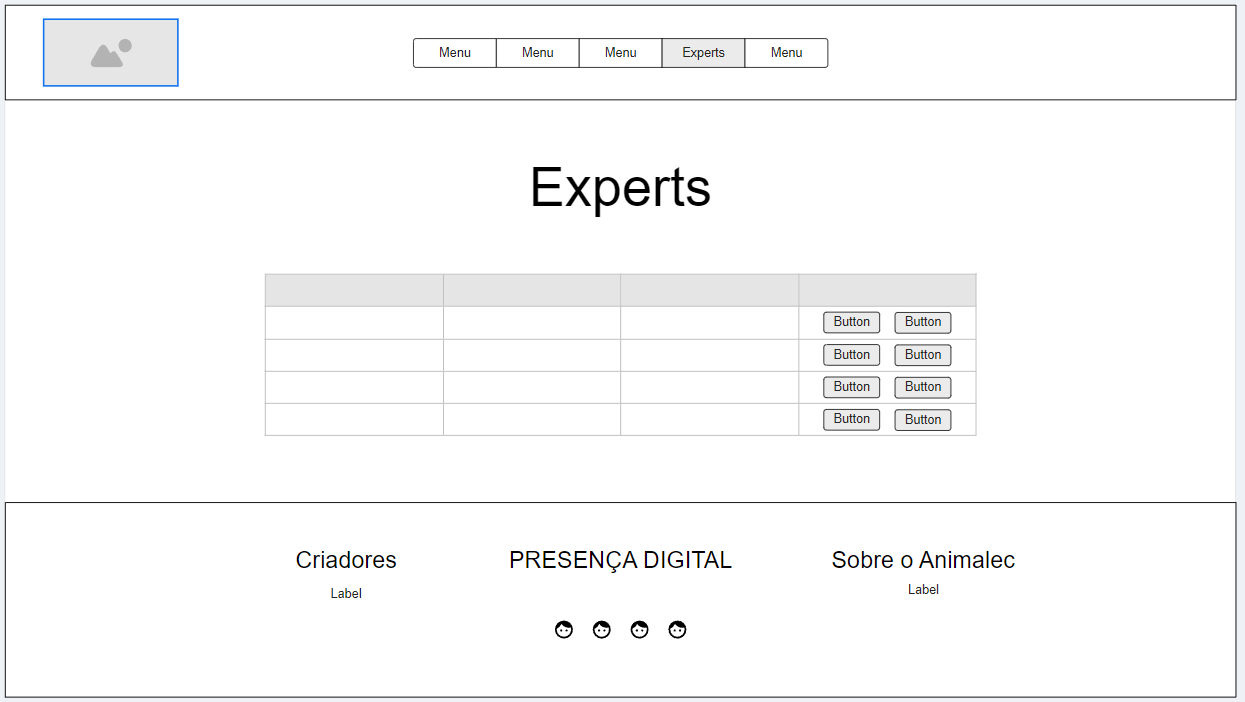 Menu Menu Menu Experts Menu
Experts
Button Button
Button Button
Button Button
Button Button
Criadores PRESENÇA DIGITAL Sobre o Animalec
Label Label